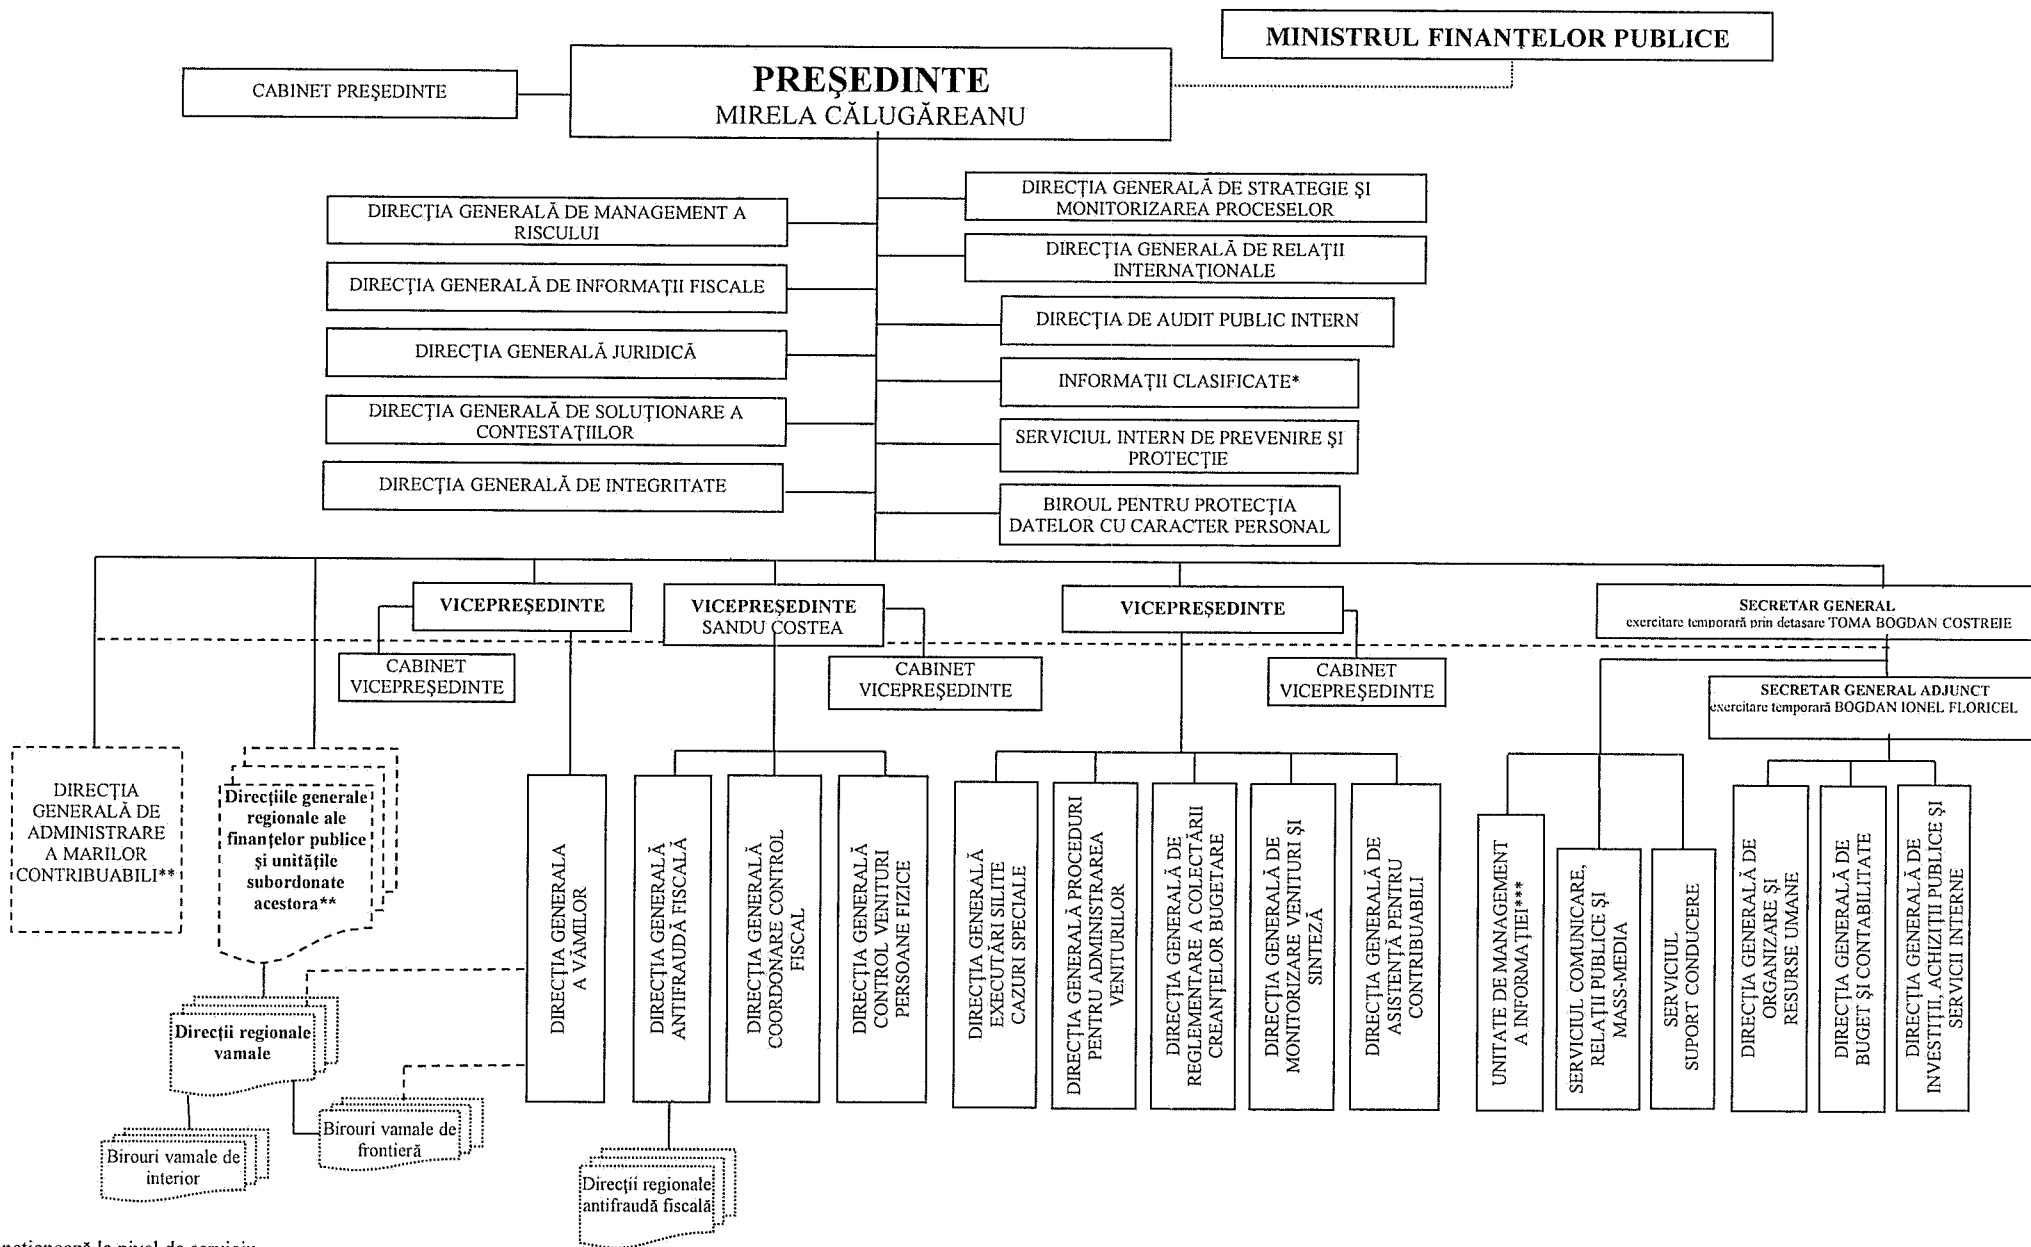 MINISTRUL FINANȚELOR PUBLICE
PREȘEDINTE
MIRELA CĂLUGĂREANU
CABINET PREȘEDINTE
DIRECȚIA GENERALĂ DE STRATEGIE ȘI
MONITORIZAREA PROCESELOR
DIRECȚIA GENERALĂ DE MANAGEMENT A
RISCULUI
DIRECȚIA GENERALĂ DE RELAȚII
INTERNAȚIONALE
DIRECȚIA GENERALĂ DE INFORMAȚII FISCALE
DIRECȚIA DE AUDIT PUBLIC INTERN
DIRECȚIA GENERALĂ JURIDICĂ
INFORMAȚII CLASIFICATE*
DIRECȚIA GENERALĂ DE SOLUȚIONARE A
CONTESTAȚIILOR
SERVICIUL INTERN DE PREVENIRE ȘI
PROTECȚIE
DIRECȚIA GENERALĂ DE INTEGRITATE
BIROUL PENTRU PROTECȚIA
DATELOR CU CARACTER PERSONAL
VICEPREȘEDINTE
VICEPREȘEDINTE
SANDU COSTEA
VICEPREȘEDINTE
SECRETAR GENERAL
exercitare temporară prin detasare TOMA BOGDAN COSTREIE
CABINET
VICEPREȘEDINTE
CABINET
VICEPREȘEDINTE
CABINET
VICEPREȘEDINTE
SECRETAR GENERAL ADJUNCT
exercitare temporară BOGDAN IONEL FLORICEL
DIRECȚIA
GENERALĂ DE
ADMINISTRARE
A MARILOR
CONTRIBUABILI**
Direcțiile generale
regionale ale
finanțelor publice
și unitățile
subordonate
acestora**
DIRECȚIA GENERALA
A VĂMILOR
DIRECȚIA GENERALĂ
ANTIFRAUDĂ FISCALĂ
DIRECȚIA GENERALĂ
COORDONARE CONTROL
FISCAL
DIRECȚIA GENERALĂ
CONTROL VENITURI
PERSOANE FIZICE
DIRECȚIA GENERALĂ
EXECUTĂRI SILITE
CAZURI SPECIALE
DIRECȚIA GENERALĂ PROCEDURI
PENTRU ADMINISTRAREA
VENITURILOR
DIRECȚIA GENERALĂ DE
REGLEMENTARE A COLECTĂRII
CREANȚELOR BUGETARE
DIRECȚIA GENERALĂ DE
MONITORIZARE VENITURI ȘI
SINTEZĂ
DIRECȚIA GENERALĂ DE
ASISTENȚĂ PENTRU
CONTRIBUABILI
UNITATE DE MANAGEMENT
A INFORMAȚIEI***
SERVICIUL COMUNICARE,
RELAȚII PUBLICE ȘI
MASS-MEDIA
SERVICIUL
SUPORT CONDUCERE
DIRECȚIA GENERALĂ DE
ORGANIZARE ȘI
RESURSE UMANE
DIRECȚIA GENERALĂ DE
BUGET ȘI CONTABILITATE
DIRECȚIA GENERALĂ DE
INVESTIȚII, ACHIZIȚII PUBLICE ȘI
SERVICII INTERNE
Direcții regionale
vamale
Birouri vamale de
frontieră
Birouri vamale de
interior
Direcții regionale
antifraudă fiscală